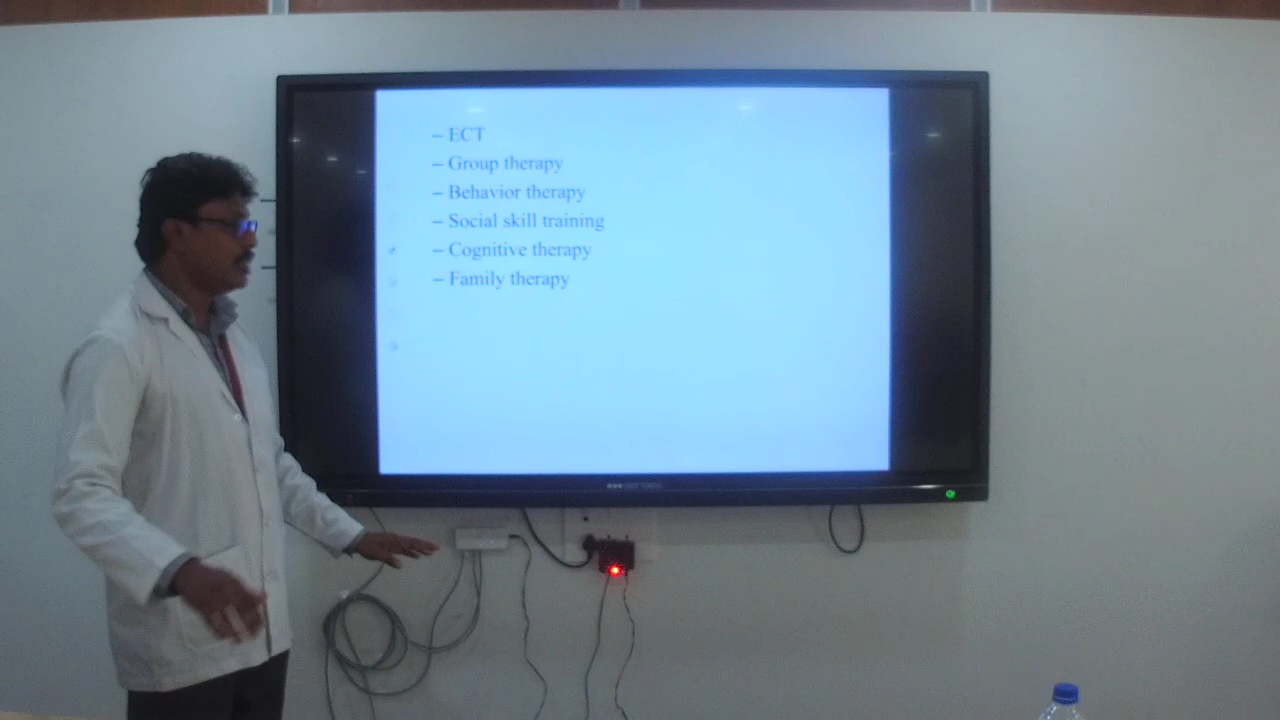 – ECT
– Group therapy
– Behavior therapy
– Social skill training
– Cognitive therapy
– Family therapy